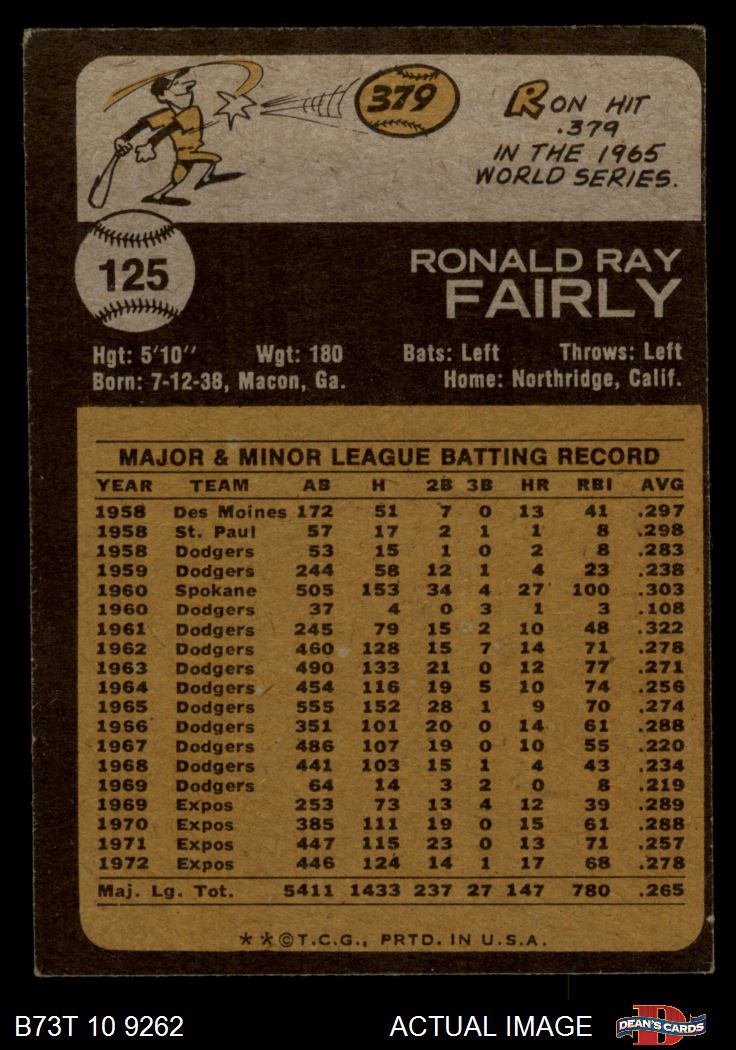 379
RON HIT
.379
IN THE 1965
WORLD SERIES.
125
RONALD RAY
FAIRLY
Hgt: 5'10" Wgt: 180 Bats: Left Throws: Left
Born: 7-12-38, Macon, Ga. Home: Northridge, Calif.
MAJOR & MINOR LEAGUE BATTING RECORD
YEAR TEAM AB H 2B 3B HR RBI AVG
1958 Des Moines 172 51 7 0 13 41 .297
1958 St. Paul 57 17 2 1 1 8 .298
1958 Dodgers 53 15 1 0 2 8 .283
1959 Dodgers 244 58 12 1 4 23 .238
1960 Spokane 505 153 34 4 27 100 .303
1960 Dodgers 37 4 0 3 1 3 .108
1961 Dodgers 245 79 15 2 10 48 .322
1962 Dodgers 460 128 15 7 14 71 .278
1963 Dodgers 490 133 21 0 12 77 .271
1964 Dodgers 454 116 19 5 10 74 .256
1965 Dodgers 555 152 28 1 9 70 .274
1966 Dodgers 351 101 20 0 14 61 .288
1967 Dodgers 486 107 19 0 10 55 .220
1968 Dodgers 441 103 15 1 4 43 .234
1969 Dodgers 64 14 3 2 0 8 .219
1969 Expos 253 73 13 4 12 39 .289
1970 Expos 385 111 19 0 15 61 .288
1971 Expos 447 115 23 0 13 71 .257
1972 Expos 446 124 14 1 17 68 .278
Maj. Lg. Tot. 5411 1433 237 27 147 780 .265
**©T.C.G., PRTD. IN U.S.A.
B73T 10 9262 ACTUAL IMAGE
DEAN'S CARDS